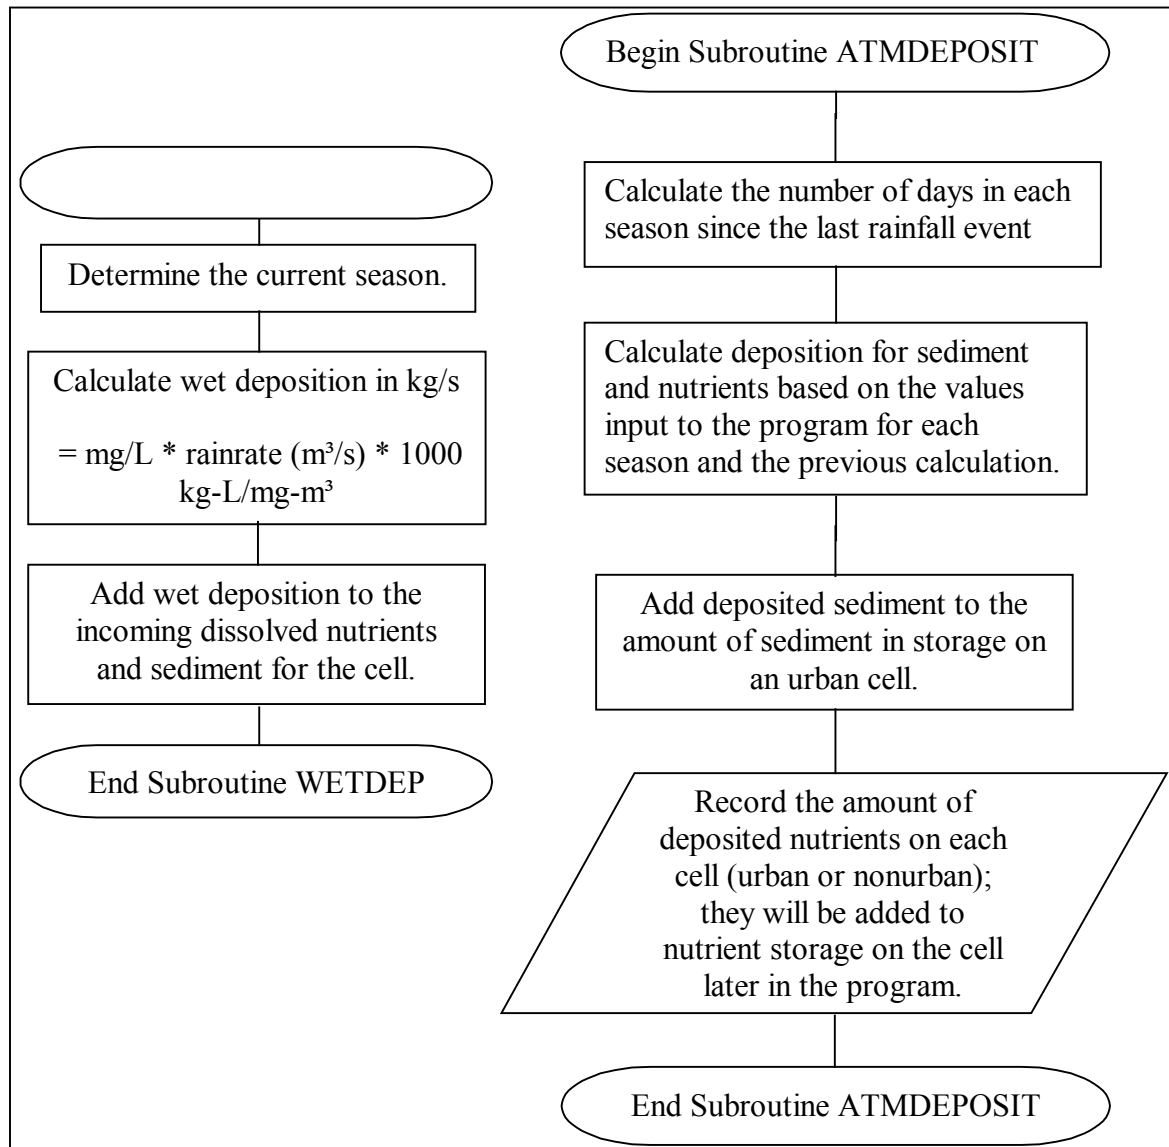 Begin Subroutine ATMDEPOSIT
Calculate the number of days in each
season since the last rainfall event
Calculate deposition for sediment
and nutrients based on the values
input to the program for each
season and the previous calculation.
Add deposited sediment to the
amount of sediment in storage on
an urban cell.
Record the amount of
deposited nutrients on each
cell (urban or nonurban);
they will be added to
nutrient storage on the cell
later in the program.
End Subroutine ATMDEPOSIT
Determine the current season.
Calculate wet deposition in kg/s
= mg/L * rainrate (m³/s) * 1000
kg-L/mg-m³
Add wet deposition to the
incoming dissolved nutrients
and sediment for the cell.
End Subroutine WETDEP